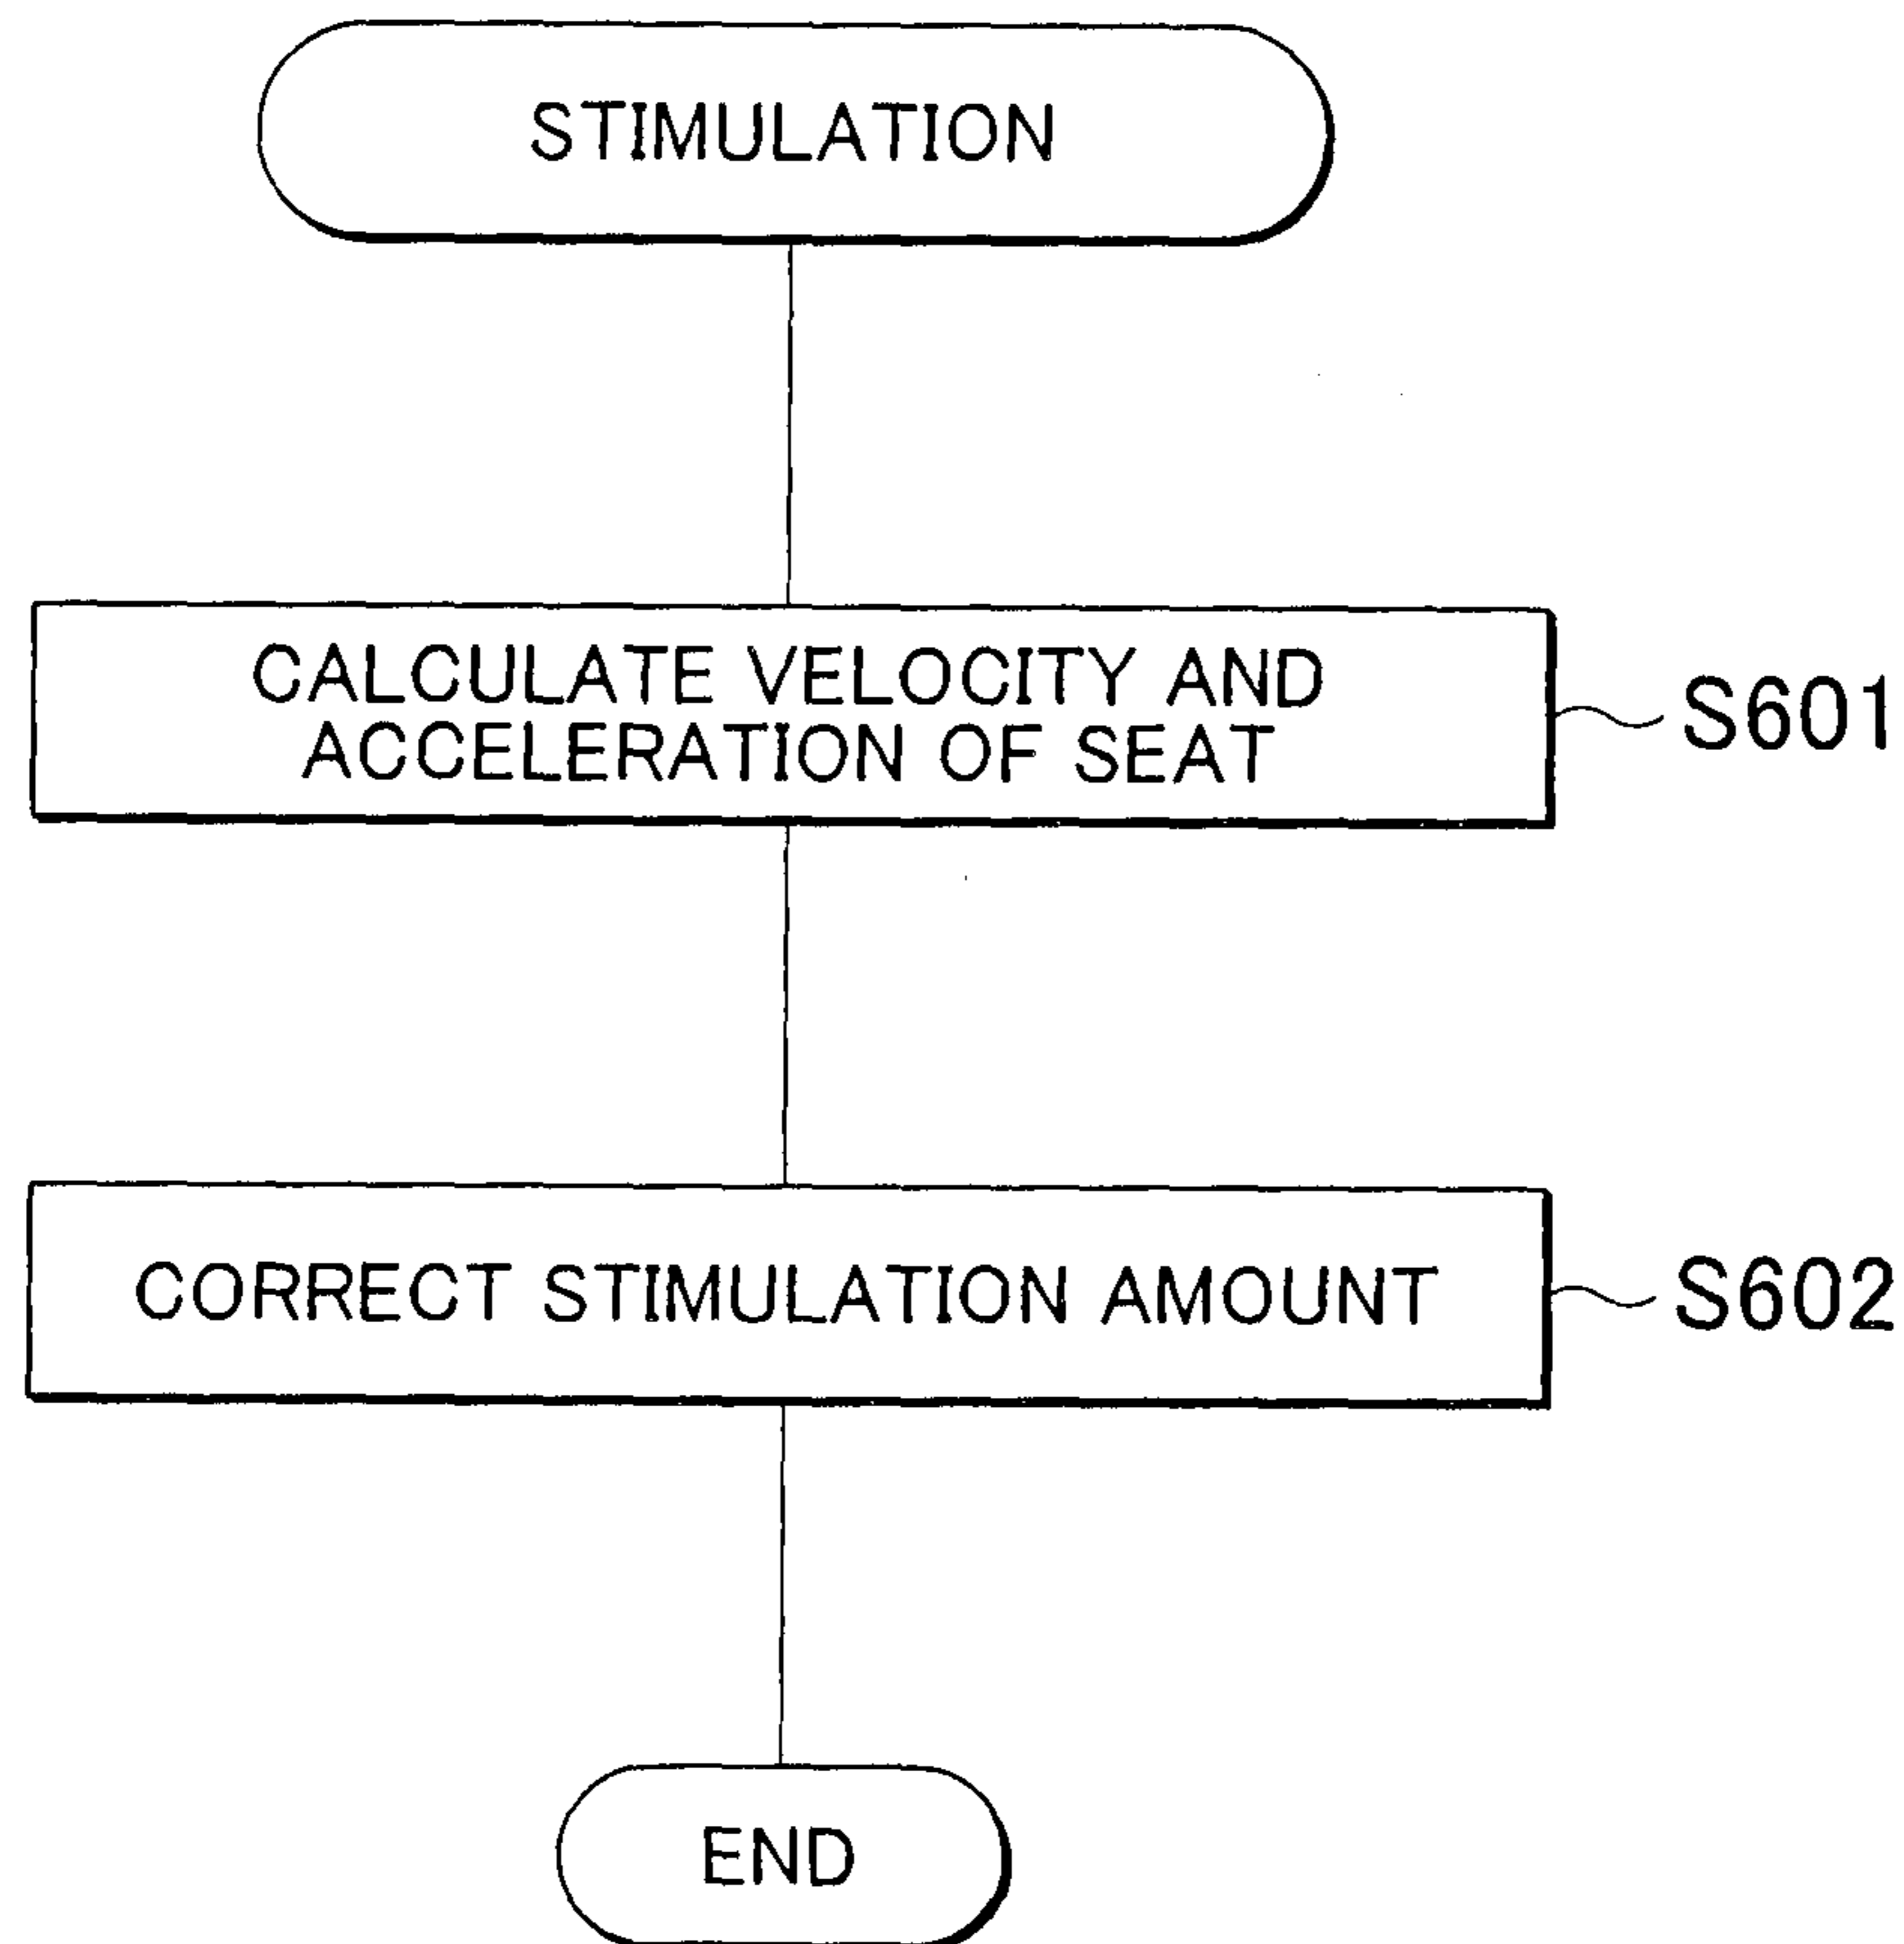 STIMULATION
CALCULATE VELOCITY AND
ACCELERATION OF SEAT
S601
CORRECT STIMULATION AMOUNT
S602
END